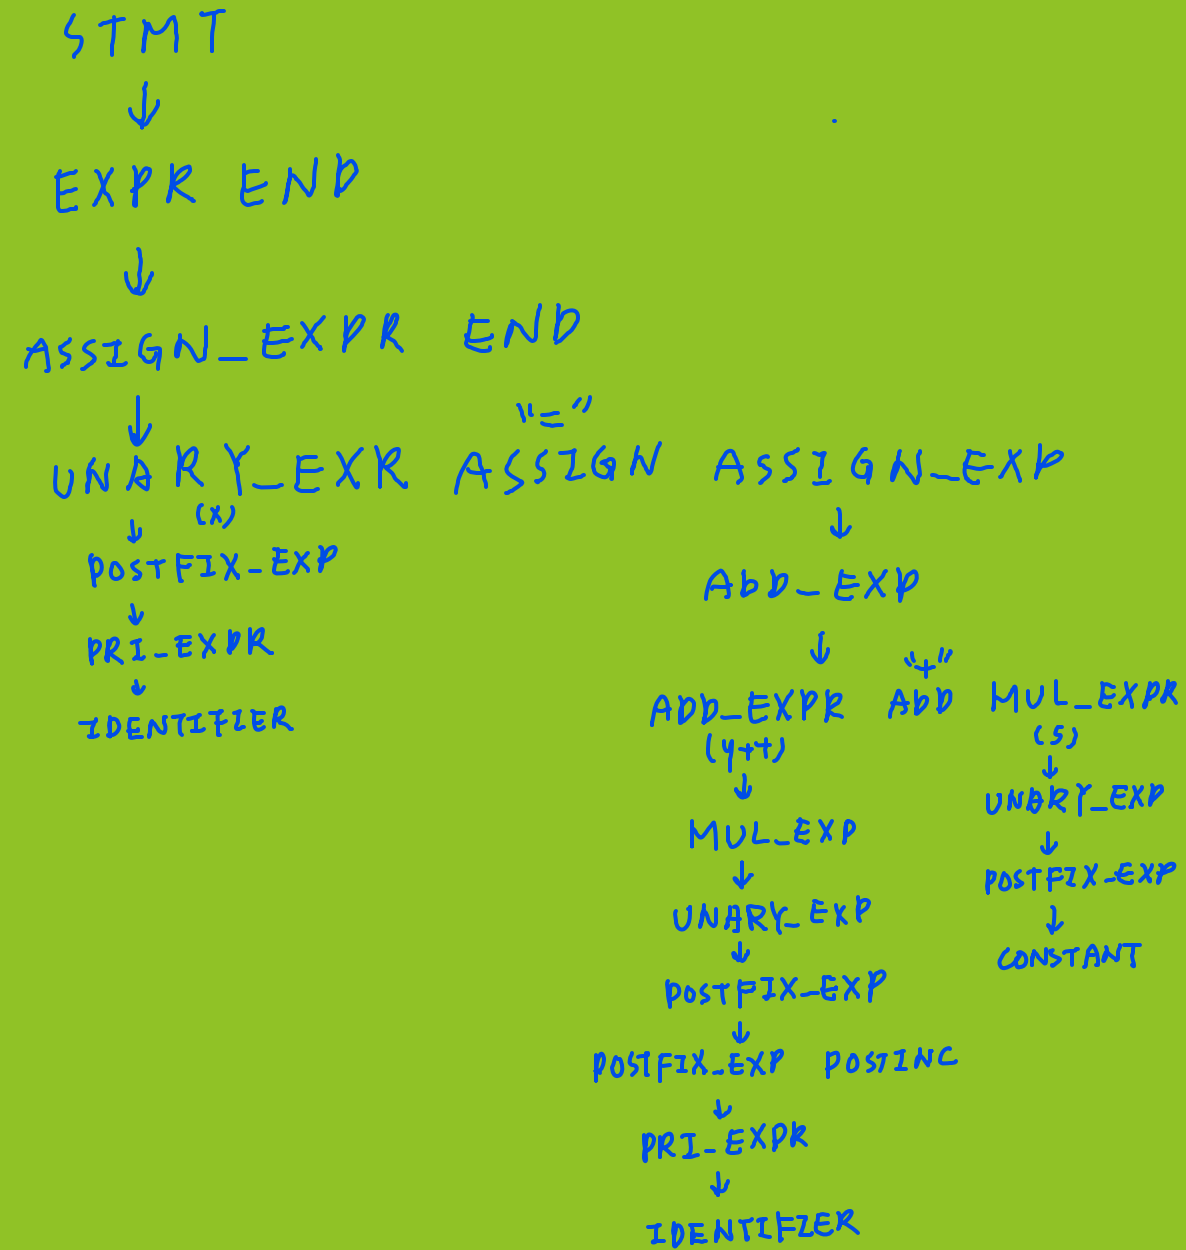 STMT
EXPR END
ASSIGN_EXPR END
"="
UNARY_EXR ASSIGN ASSIGN_EXP
(x)
POSTFIX_EXP
ADD_EXP
PRI_EXPR
"+"
ADD_EXPR ADD MUL_EXPR
IDENTIFIER
(y++) (5)
UNARY_EXP
MUL_EXP
POSTFIX_EXP
UNARY_EXP
CONSTANT
POSTFIX_EXP
POSTFIX_EXP POSTINC
PRI_EXPR
IDENTIFIER